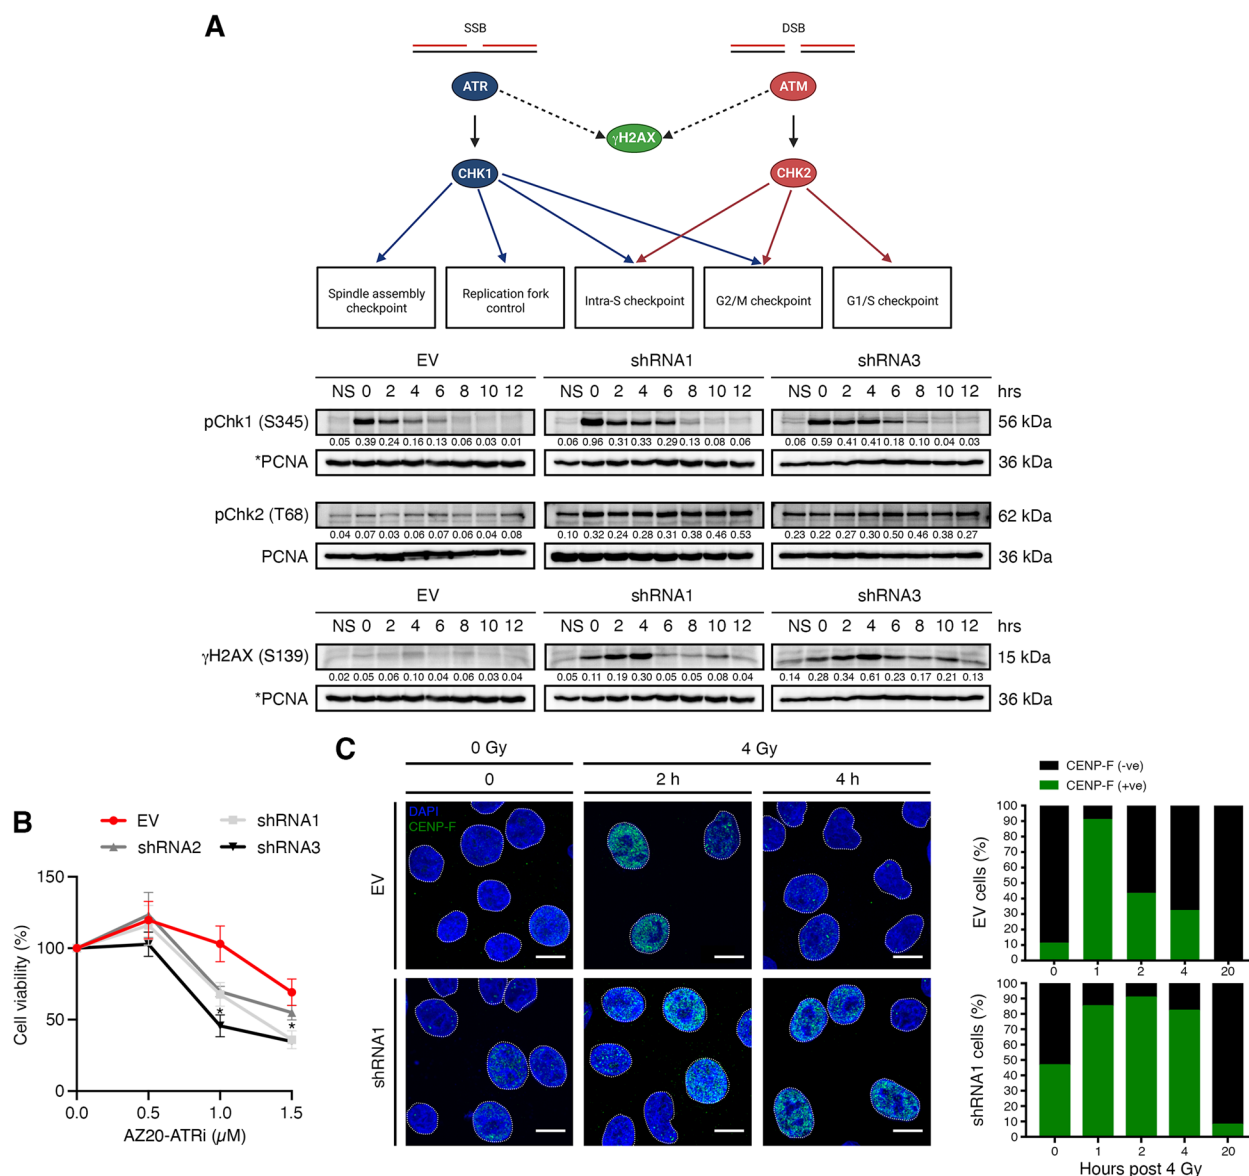 A
SSB
DSB
ATR
ATM
γH2AX
CHK1
CHK2
Spindle assembly checkpoint
Replication fork control
Intra-S checkpoint
G2/M checkpoint
G1/S checkpoint
EV shRNA1 shRNA3
NS 0 2 4 6 8 10 12 NS 0 2 4 6 8 10 12 NS 0 2 4 6 8 10 12 hrs
pChk1 (S345) 56 kDa
0.05 0.39 0.24 0.16 0.13 0.06 0.03 0.01 0.06 0.96 0.31 0.33 0.29 0.13 0.08 0.06 0.06 0.59 0.41 0.41 0.18 0.10 0.04 0.03
*PCNA 36 kDa
pChk2 (T68) 62 kDa
0.04 0.07 0.03 0.06 0.07 0.06 0.04 0.08 0.10 0.32 0.24 0.28 0.31 0.38 0.46 0.53 0.23 0.22 0.27 0.30 0.50 0.46 0.38 0.27
PCNA 36 kDa
EV shRNA1 shRNA3
NS 0 2 4 6 8 10 12 NS 0 2 4 6 8 10 12 NS 0 2 4 6 8 10 12 hrs
γH2AX (S139) 15 kDa
0.02 0.05 0.06 0.10 0.04 0.06 0.03 0.04 0.05 0.11 0.19 0.30 0.05 0.05 0.08 0.04 0.14 0.28 0.34 0.61 0.23 0.17 0.21 0.13
*PCNA 36 kDa
B
EV shRNA1
shRNA2 shRNA3
150
100
50
0
Cell viability (%)
* *
0.0 0.5 1.0 1.5
AZ20-ATRi (µM)
C
0 Gy 4 Gy
0 2 h 4 h
DAPI
CENP-F
EV
shRNA1
CENP-F (-ve)
CENP-F (+ve)
100
90
80
70
60
50
40
30
20
10
0
EV cells (%)
0 1 2 4 20
100
90
80
70
60
50
40
30
20
10
0
shRNA1 cells (%)
0 1 2 4 20
Hours post 4 Gy